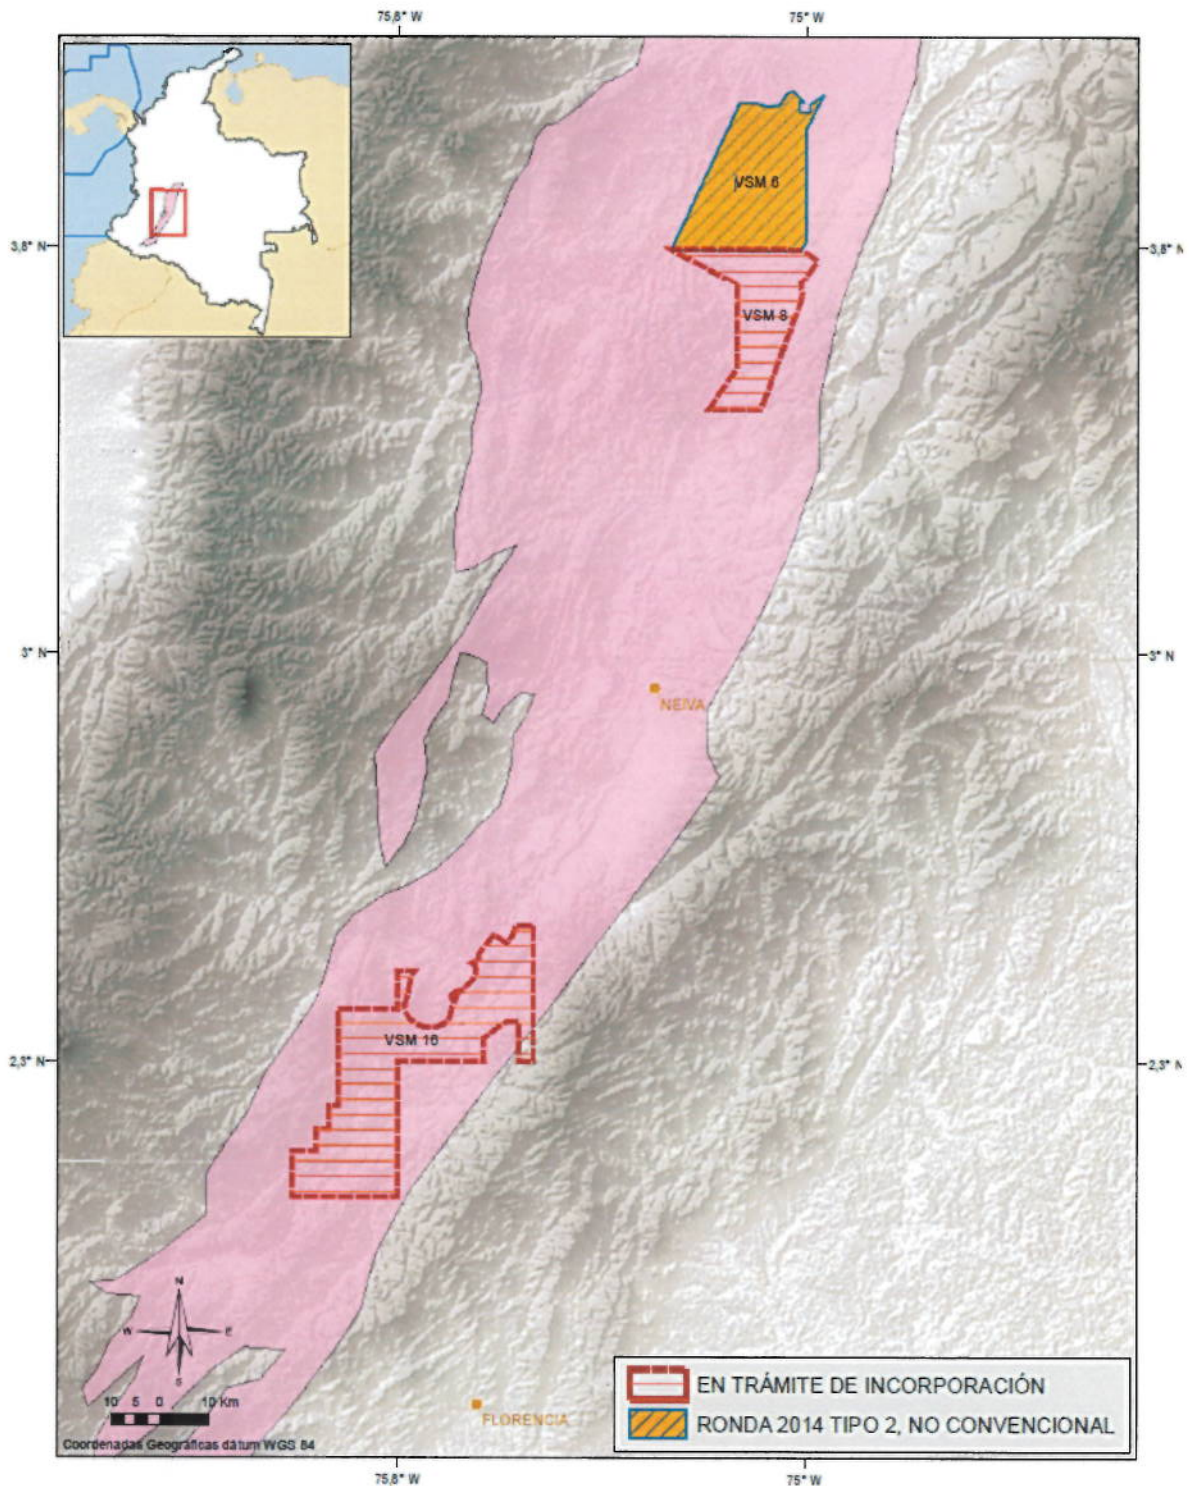 75,8° W
75° W
3,8° N
3,8° N
VSM 6
VSM 8
3° N
3° N
NEIVA
VSM 16
2,3° N
2,3° N
N
W
E
S
10 5 0 10 Km
FLORENCIA
EN TRÁMITE DE INCORPORACIÓN
RONDA 2014 TIPO 2, NO CONVENCIONAL
Coordenadas Geográficas dátum WGS 84
75,8° W
75° W